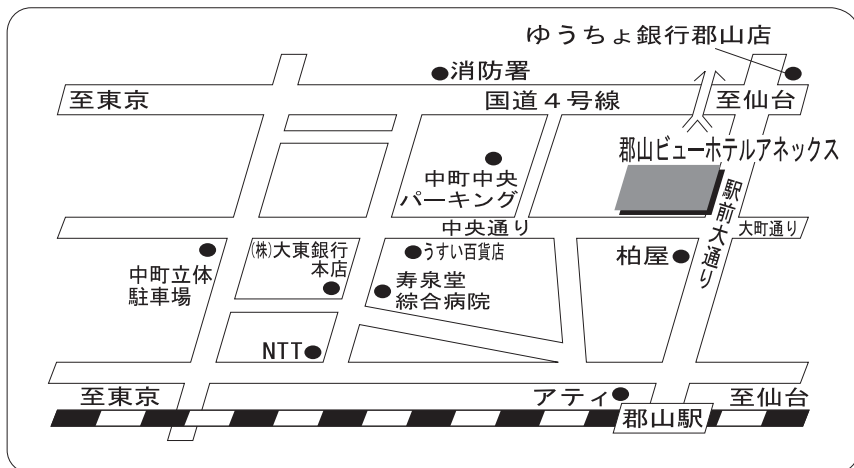 ゆうちょ銀行郡山店
消防署
至東京
国道4号線
至仙台
郡山ビューホテルアネックス
中町中央
パーキング
駅前大通り
中央通り
大町通り
中町立体
駐車場
㈱大東銀行
本店
うすい百貨店
柏屋
寿泉堂
綜合病院
NTT
至東京
アティ
至仙台
郡山駅